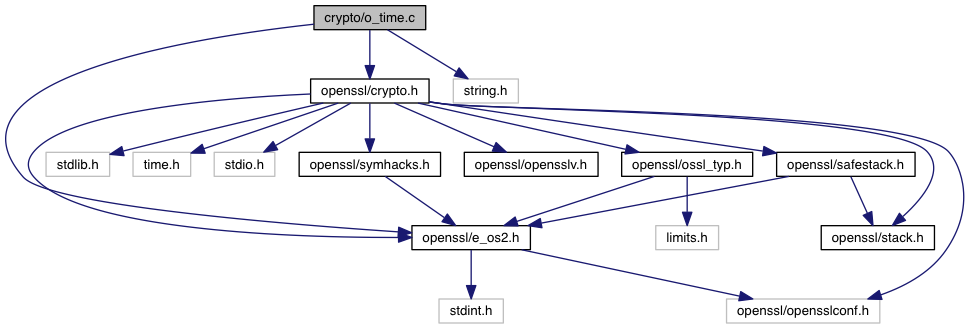 crypto/o_time.c
openssl/crypto.h
string.h
stdlib.h
time.h
stdio.h
openssl/symhacks.h
openssl/opensslv.h
openssl/ossl_typ.h
openssl/safestack.h
openssl/e_os2.h
limits.h
openssl/stack.h
stdint.h
openssl/opensslconf.h